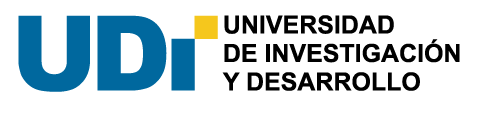 UDi
UNIVERSIDAD
DE INVESTIGACIÓN
Y DESARROLLO